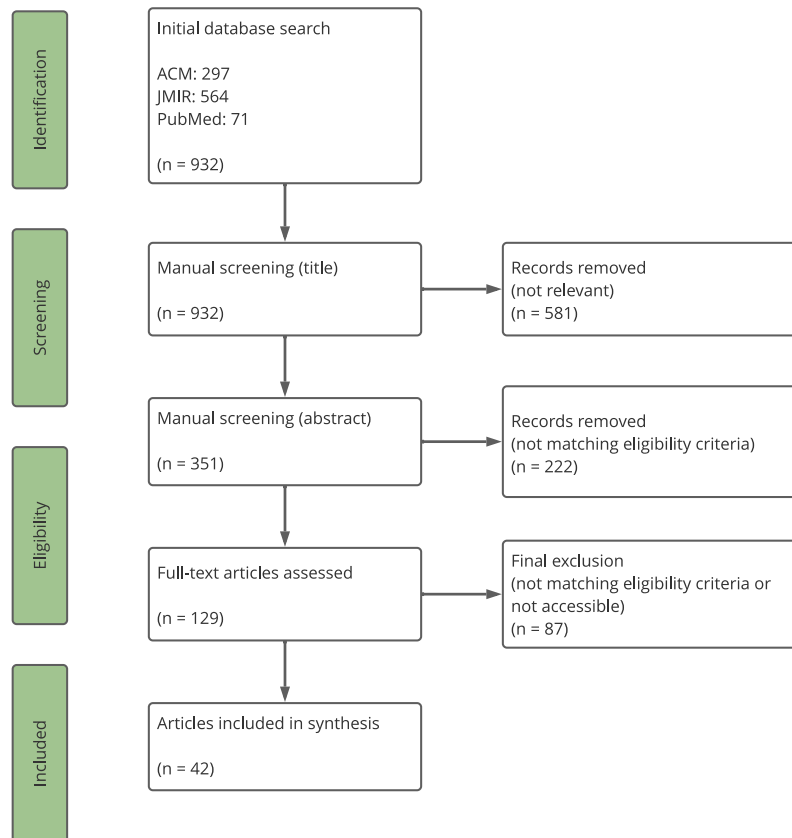 Identification
Initial database search
ACM: 297
JMIR: 564
PubMed: 71
(n = 932)
Screening
Manual screening (title)
(n = 932)
Records removed
(not relevant)
(n = 581)
Manual screening (abstract)
(n = 351)
Records removed
(not matching eligibility criteria)
(n = 222)
Eligibility
Full-text articles assessed
(n = 129)
Final exclusion
(not matching eligibility criteria or
not accessible)
(n = 87)
Included
Articles included in synthesis
(n = 42)